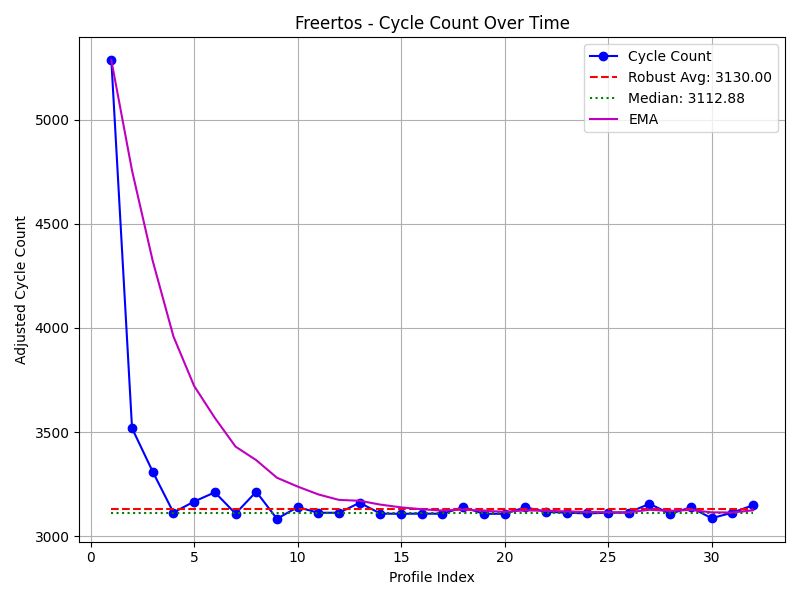 Freertos - Cycle Count Over Time
Cycle Count
Robust Avg: 3130.00
Median: 3112.88
EMA
Adjusted Cycle Count
5000
4500
4000
3500
3000
0 5 10 15 20 25 30
Profile Index